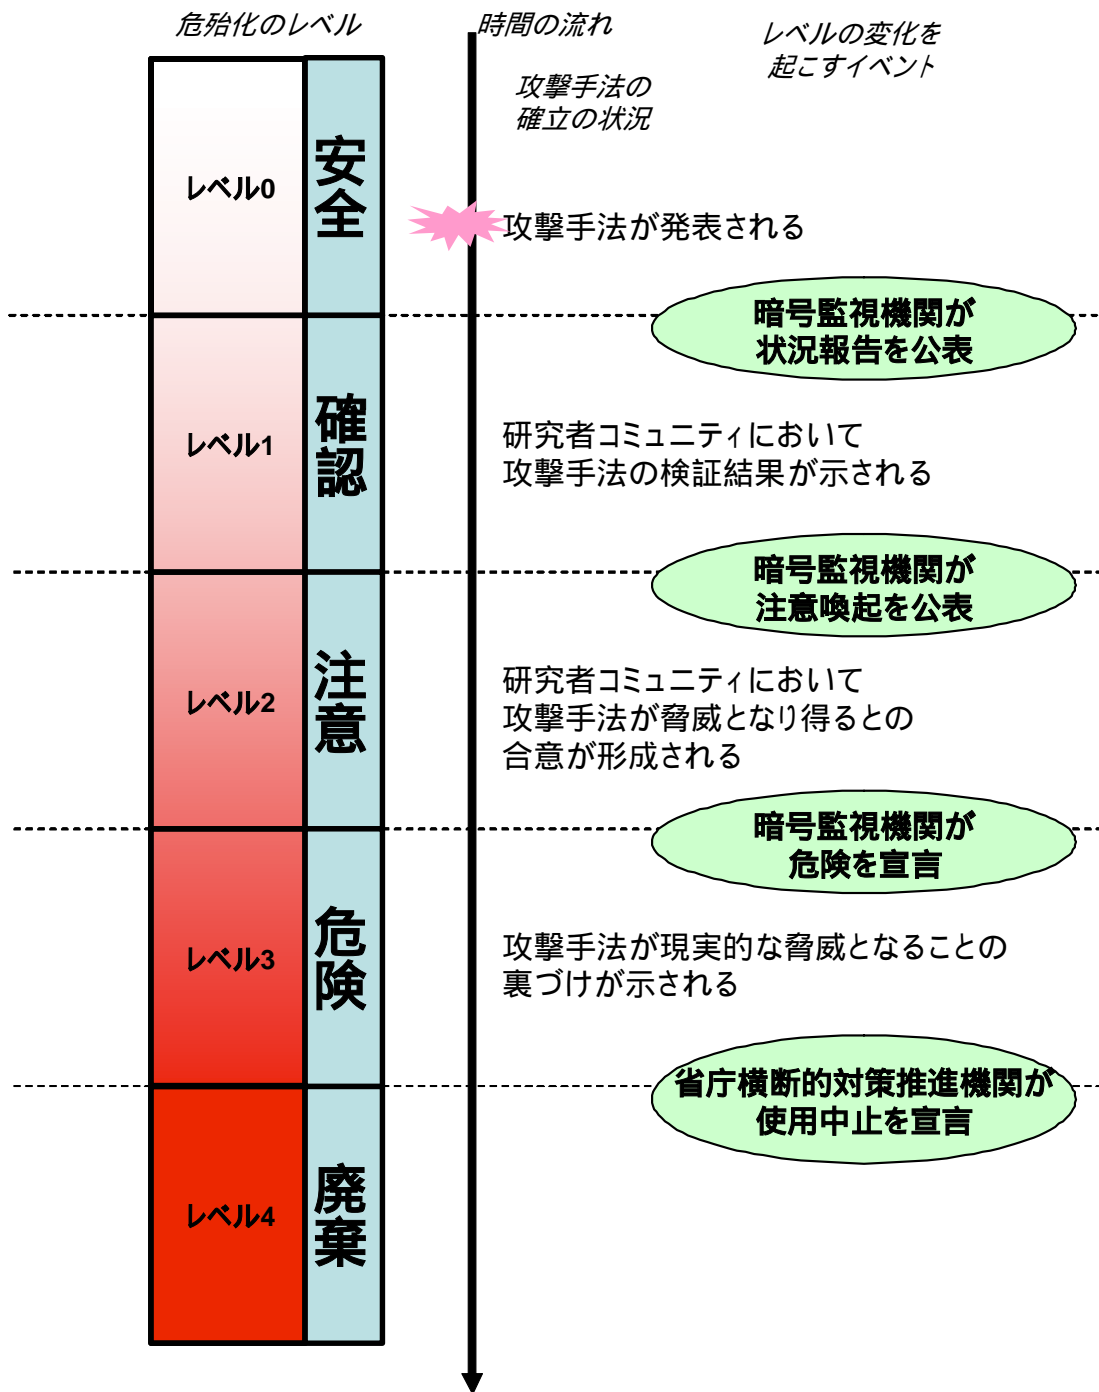 危殆化のレベル
時間の流れ
レベルの変化を
起こすイベント
攻撃手法の
確立の状況
レベル0
安全
攻撃手法が発表される
暗号監視機関が
状況報告を公表
レベル1
確認
研究者コミュニティにおいて
攻撃手法の検証結果が示される
暗号監視機関が
注意喚起を公表
レベル2
注意
研究者コミュニティにおいて
攻撃手法が脅威となり得るとの
合意が形成される
暗号監視機関が
危険を宣言
レベル3
危険
攻撃手法が現実的な脅威となることの
裏づけが示される
省庁横断的対策推進機関が
使用中止を宣言
レベル4
廃棄